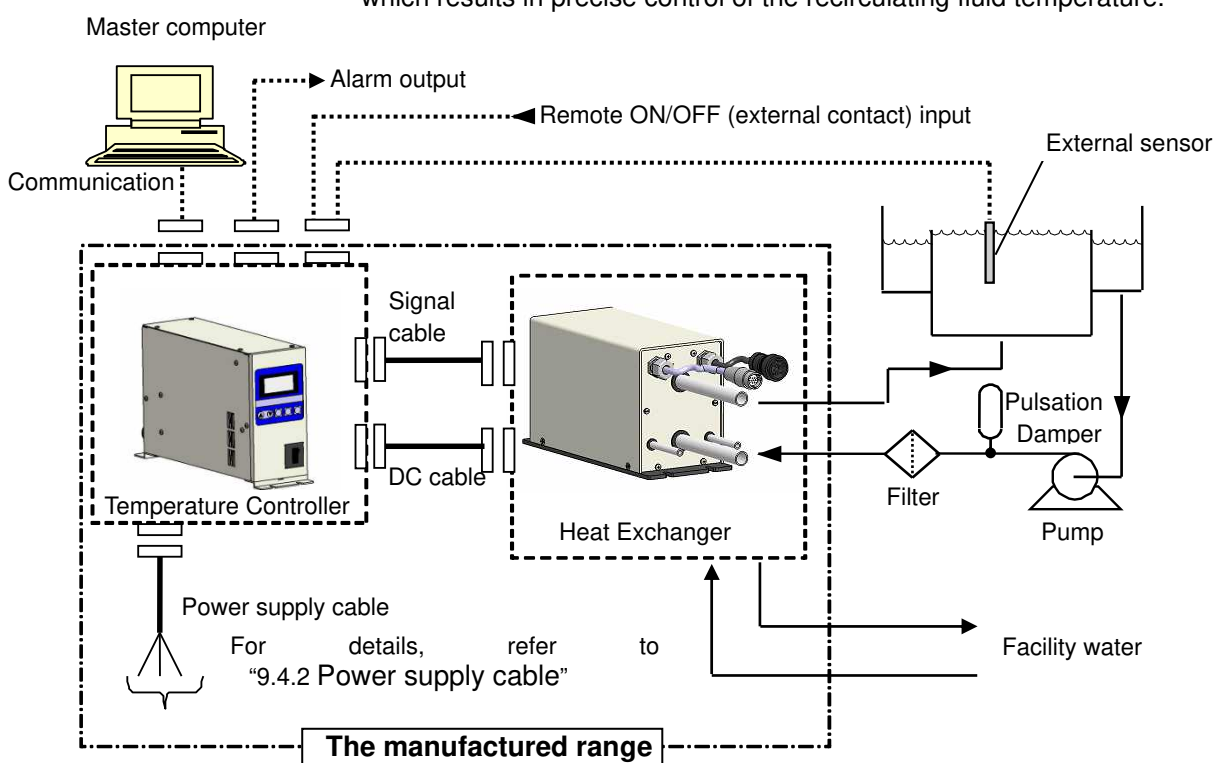 which results in precise control of the recirculating fluid temperature.
Master computer
Alarm output
Remote ON/OFF (external contact) input
External sensor
Communication
Signal
cable
Pulsation
Damper
DC cable
Filter
Temperature Controller
Heat Exchanger
Pump
Power supply cable
For details, refer to
“9.4.2 Power supply cable”
Facility water
The manufactured range